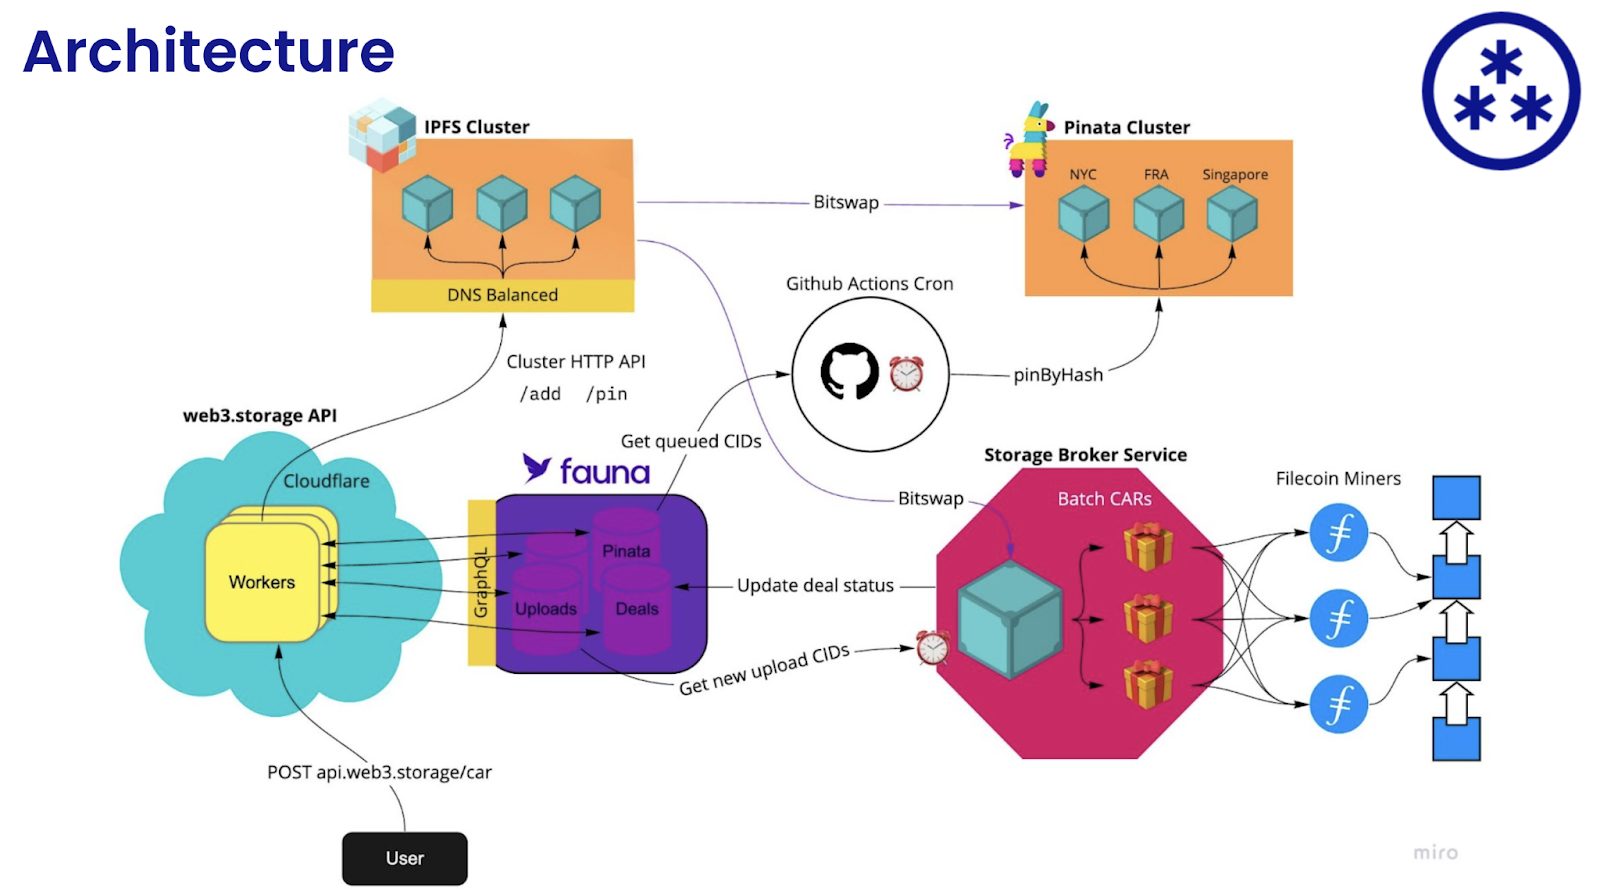 Architecture
IPFS Cluster
Pinata Cluster
NYC
FRA
Singapore
Bitswap
DNS Balanced
Github Actions Cron
Cluster HTTP API
/add /pin
pinByHash
web3.storage API
Get queued CIDs
Cloudflare
fauna
Storage Broker Service
Bitswap
Batch CARs
Filecoin Miners
GraphQL
Pinata
Workers
Uploads
Deals
Update deal status
Get new upload CIDs
POST api.web3.storage/car
User
miro